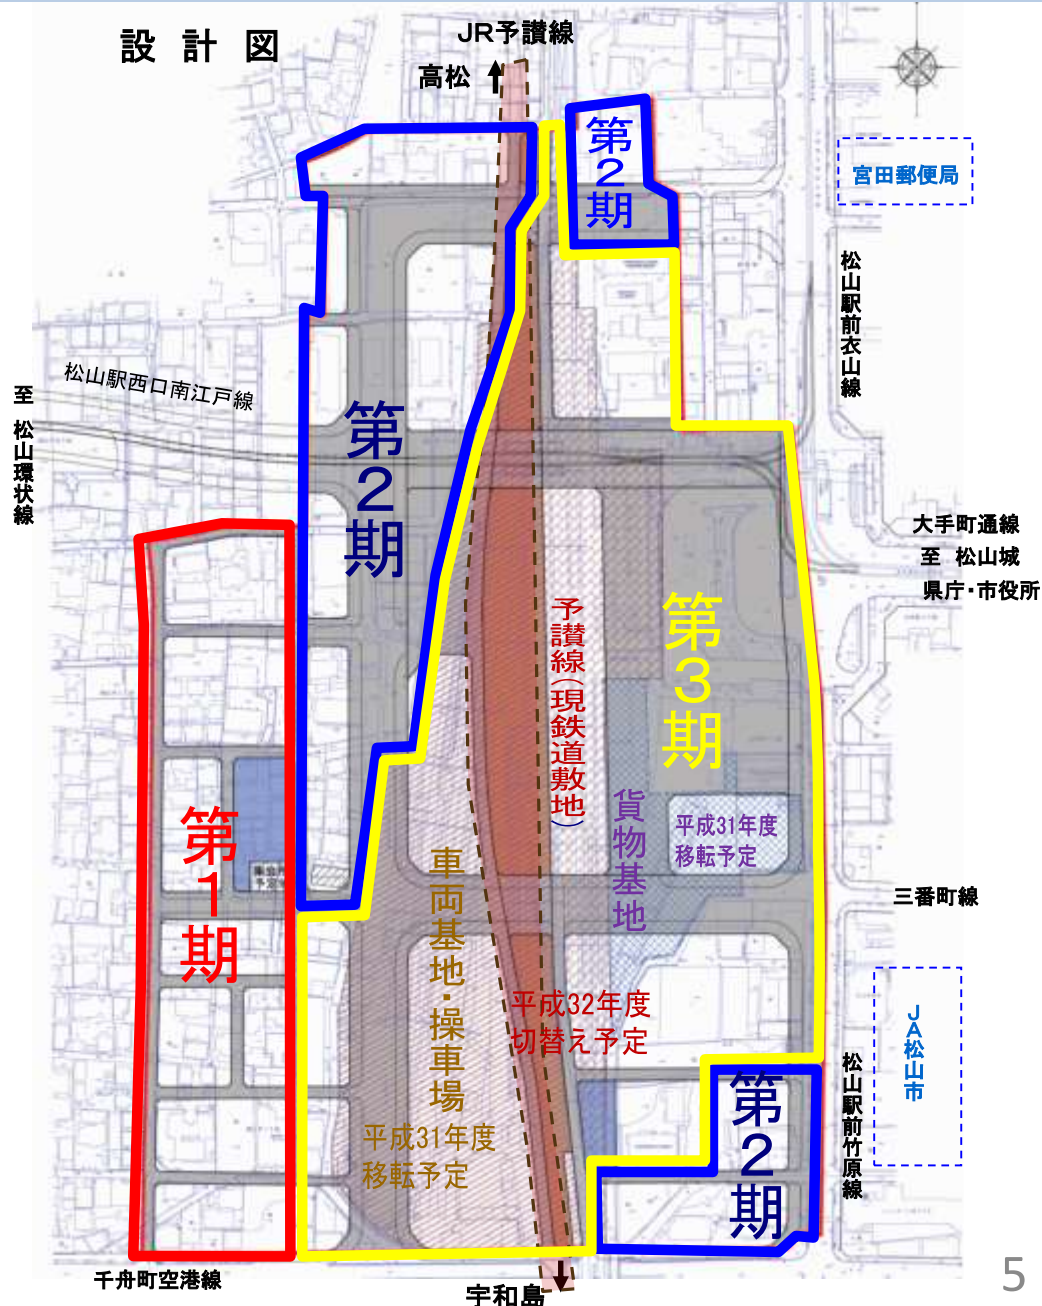 設計図
JR予讃線
高松
第2期
宮田郵便局
松山駅前衣山線
松山駅西口南江戸線
至 松山環状線
第2期
大手町通線
至 松山城
県庁・市役所
予讃線(現鉄道敷地)
第3期
貨物基地
平成31年度
移転予定
第1期
車両基地・操車場
三番町線
平成32年度
切替え予定
JA松山市
松山駅前竹原線
第2期
平成31年度
移転予定
千舟町空港線
宇和島
5